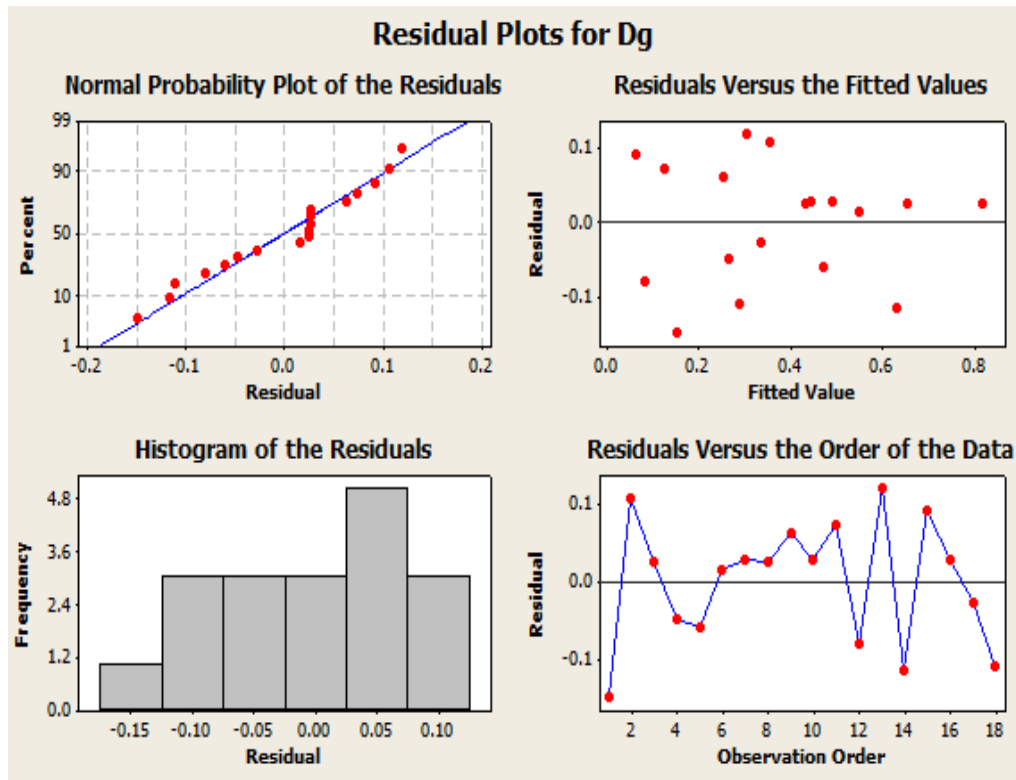 Residual Plots for Dg
Normal Probability Plot of the Residuals
99
90
50
10
1
Percent
-0.2 -0.1 0.0 0.1 0.2
Residual
Residuals Versus the Fitted Values
0.1
0.0
-0.1
Residual
0.0 0.2 0.4 0.6 0.8
Fitted Value
Histogram of the Residuals
4.8
3.6
2.4
1.2
0.0
Frequency
-0.15 -0.10 -0.05 0.00 0.05 0.10
Residual
Residuals Versus the Order of the Data
0.1
0.0
-0.1
Residual
2 4 6 8 10 12 14 16 18
Observation Order